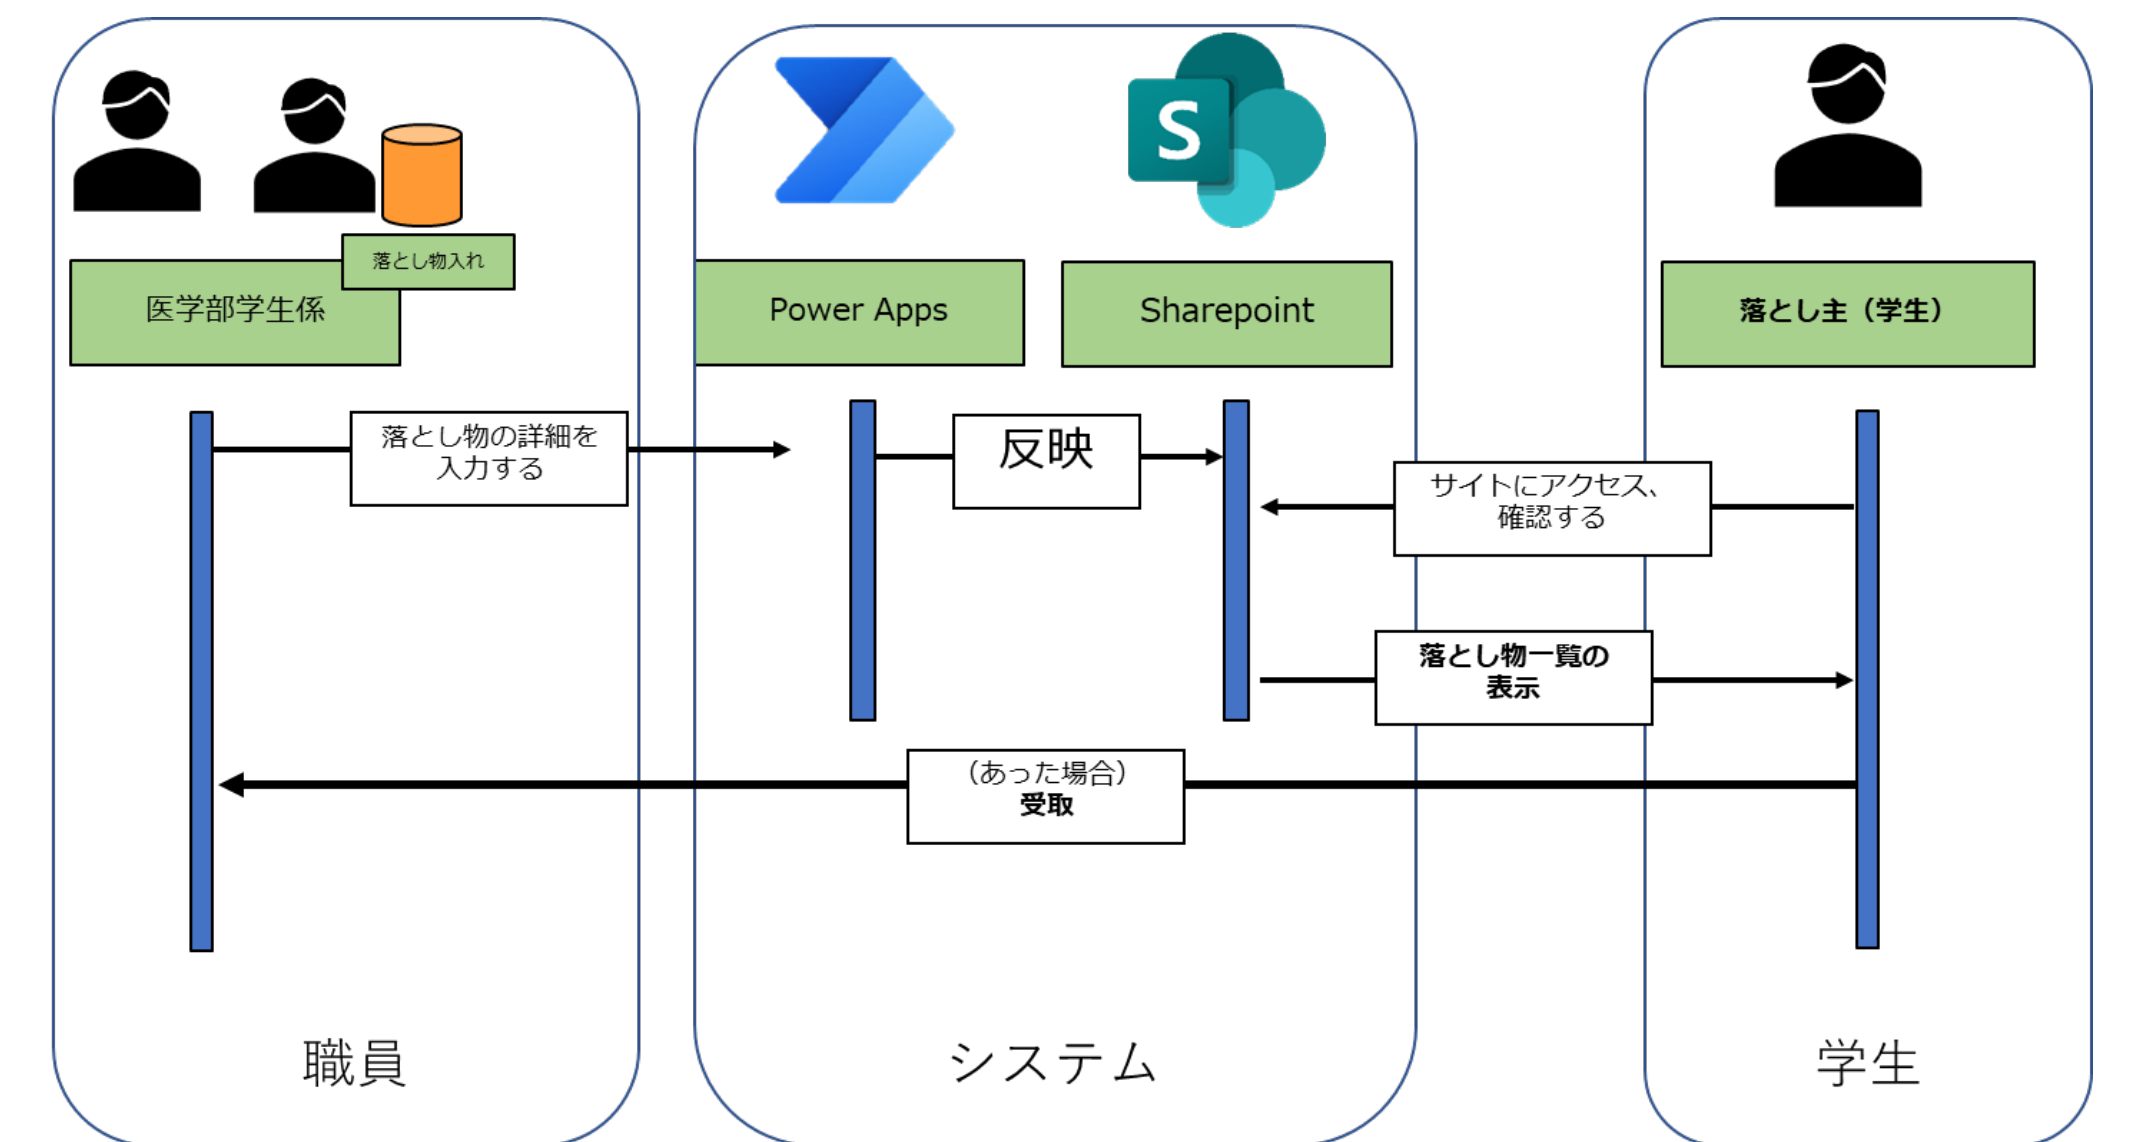 S
落とし物入れ
医学部学生係
Power Apps
Sharepoint
落とし主（学生）
落とし物の詳細を
入力する
反映
サイトにアクセス、
確認する
落とし物一覧の
表示
（あった場合）
受取
職員
システム
学生